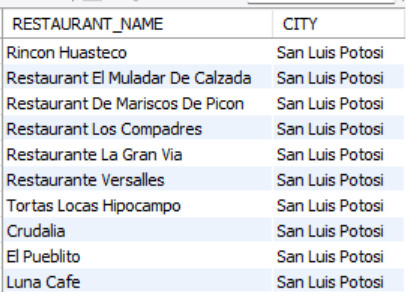 RESTAURANT_NAME CITY
Rincon Huasteco San Luis Potosi
Restaurant El Muladar De Calzada San Luis Potosi
Restaurant De Mariscos De Picon San Luis Potosi
Restaurant Los Compadres San Luis Potosi
Restaurante La Gran Via San Luis Potosi
Restaurante Versalles San Luis Potosi
Tortas Locas Hipocampo San Luis Potosi
Crudalia San Luis Potosi
El Pueblito San Luis Potosi
Luna Cafe San Luis Potosi